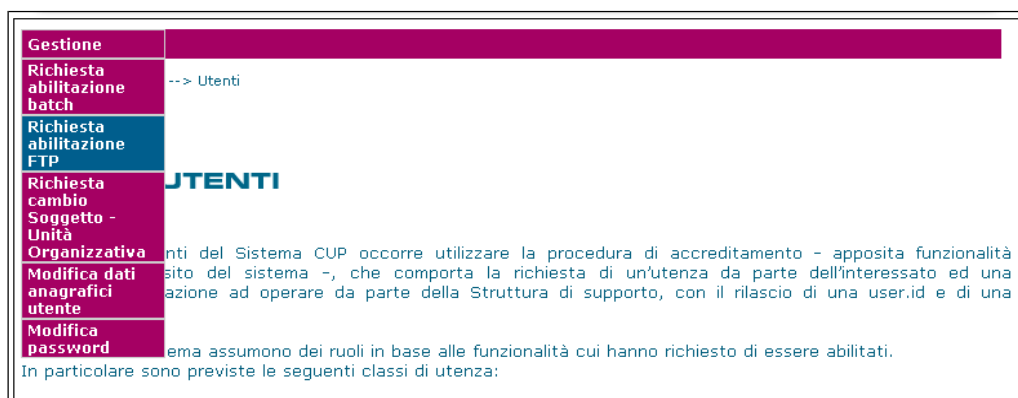 Gestione
Richiesta
abilitazione
batch
--> Utenti
Richiesta
abilitazione
FTP
Richiesta
cambio
Soggetto -
Unità
Organizzativa
Modifica dati
anagrafici
utente
Modifica
password
UTENTI
nti del Sistema CUP occorre utilizzare la procedura di accreditamento – apposita funzionalità
sito del sistema –, che comporta la richiesta di un’utenza da parte dell’interessato ed una
azione ad operare da parte della Struttura di supporto, con il rilascio di una user.id e di una
ema assumono dei ruoli in base alle funzionalità cui hanno richiesto di essere abilitati.
In particolare sono previste le seguenti classi di utenza: